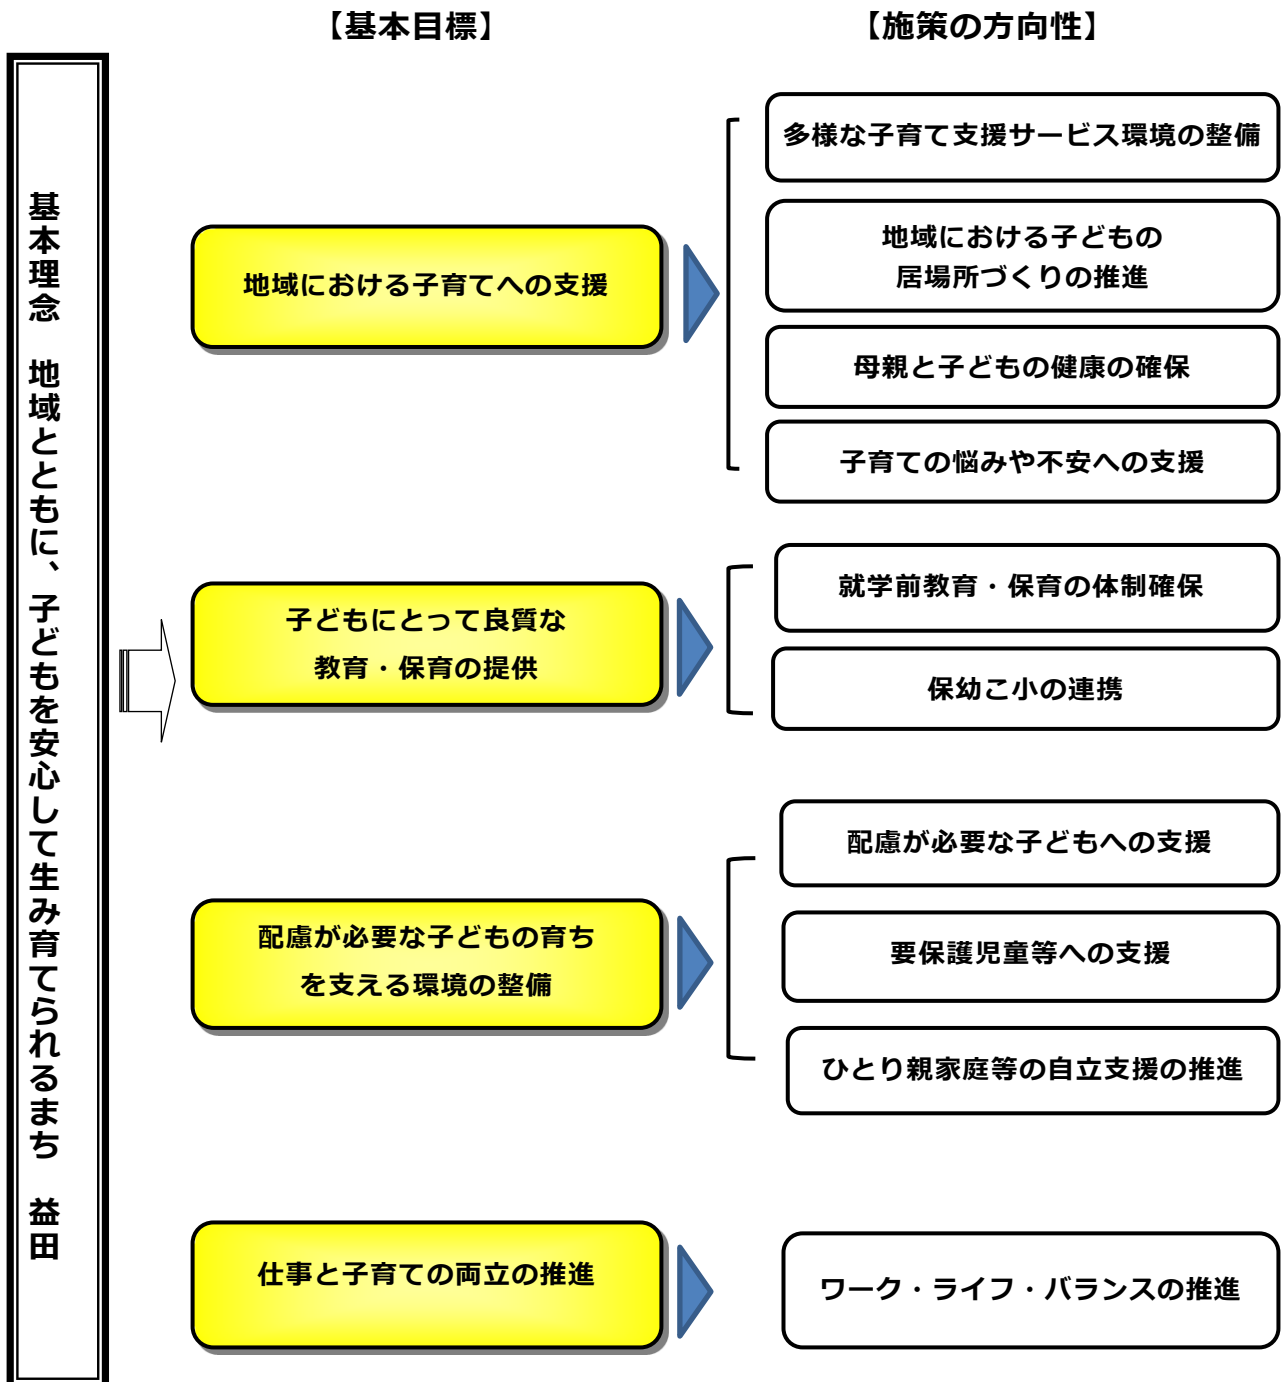 【基本目標】
【施策の方向性】
基本理念　地域とともに、子どもを安心して生み育てられるまち　益田
地域における子育てへの支援
多様な子育て支援サービス環境の整備
地域における子どもの
居場所づくりの推進
母親と子どもの健康の確保
子育ての悩みや不安への支援
子どもにとって良質な
教育・保育の提供
就学前教育・保育の体制確保
保幼こ小の連携
配慮が必要な子どもの育ち
を支える環境の整備
配慮が必要な子どもへの支援
要保護児童等への支援
ひとり親家庭等の自立支援の推進
仕事と子育ての両立の推進
ワーク・ライフ・バランスの推進